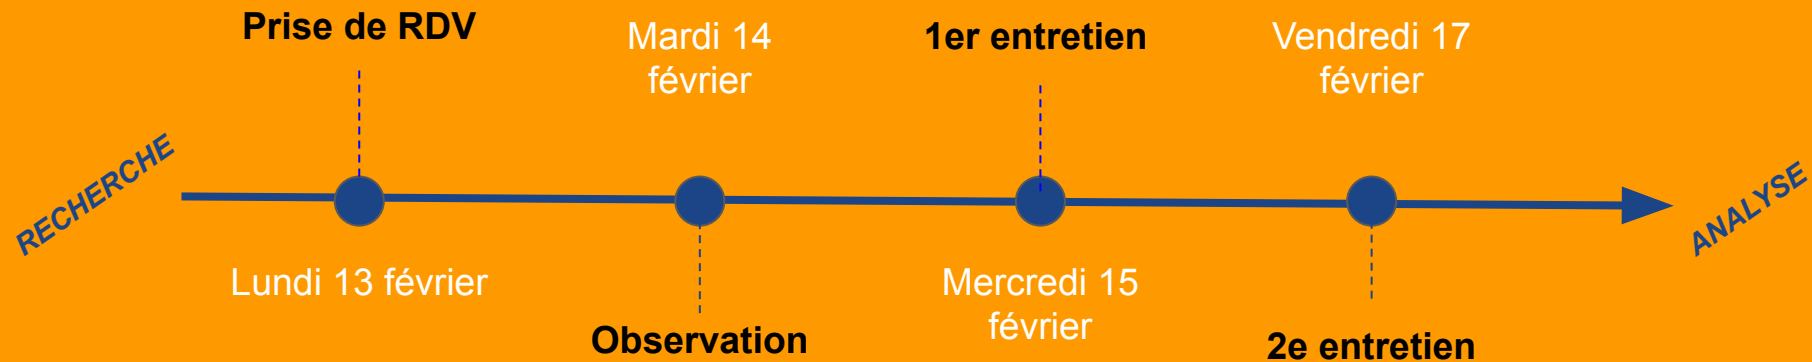 Prise de RDV
Mardi 14
février
1er entretien
Vendredi 17
février
RECHERCHE
ANALYSE
Lundi 13 février
Observation
Mercredi 15
février
2e entretien